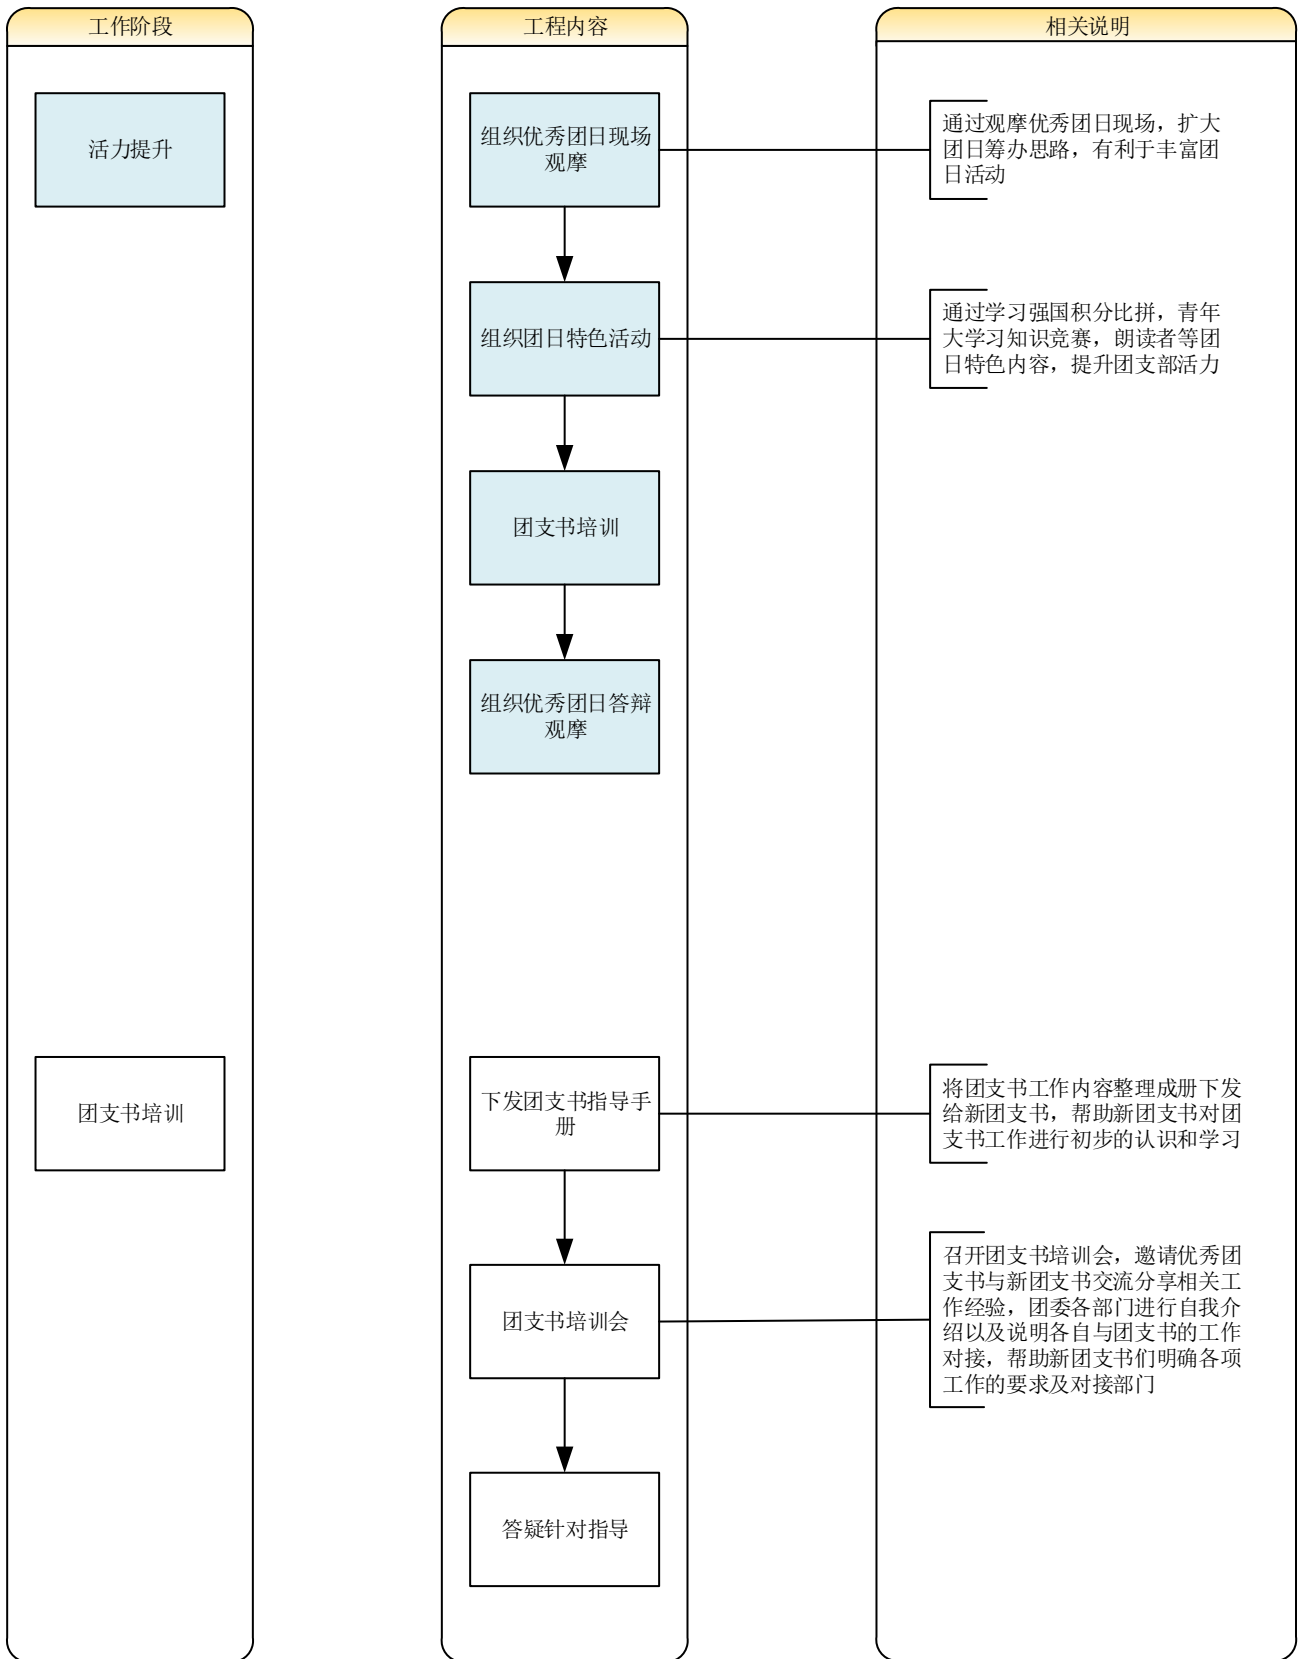 工作阶段
工程内容
相关说明
活力提升
组织优秀团日现场
观摩
通过观摩优秀团日现场，扩大
团日筹办思路，有利于丰富团
日活动
组织团日特色活动
通过学习强国积分比拼，青年
大学习知识竞赛，朗读者等团
日特色内容，提升团支部活力
团支书培训
组织优秀团日答辩
观摩
团支书培训
下发团支书指导手
册
将团支书工作内容整理成册下发
给新团支书，帮助新团支书对团
支书工作进行初步的认识和学习
团支书培训会
召开团支书培训会，邀请优秀团
支书与新团支书交流分享相关工
作经验，团委各部门进行自我介
绍以及说明各自与团支书的工作
对接，帮助新团支书们明确各项
工作的要求及对接部门
答疑针对指导